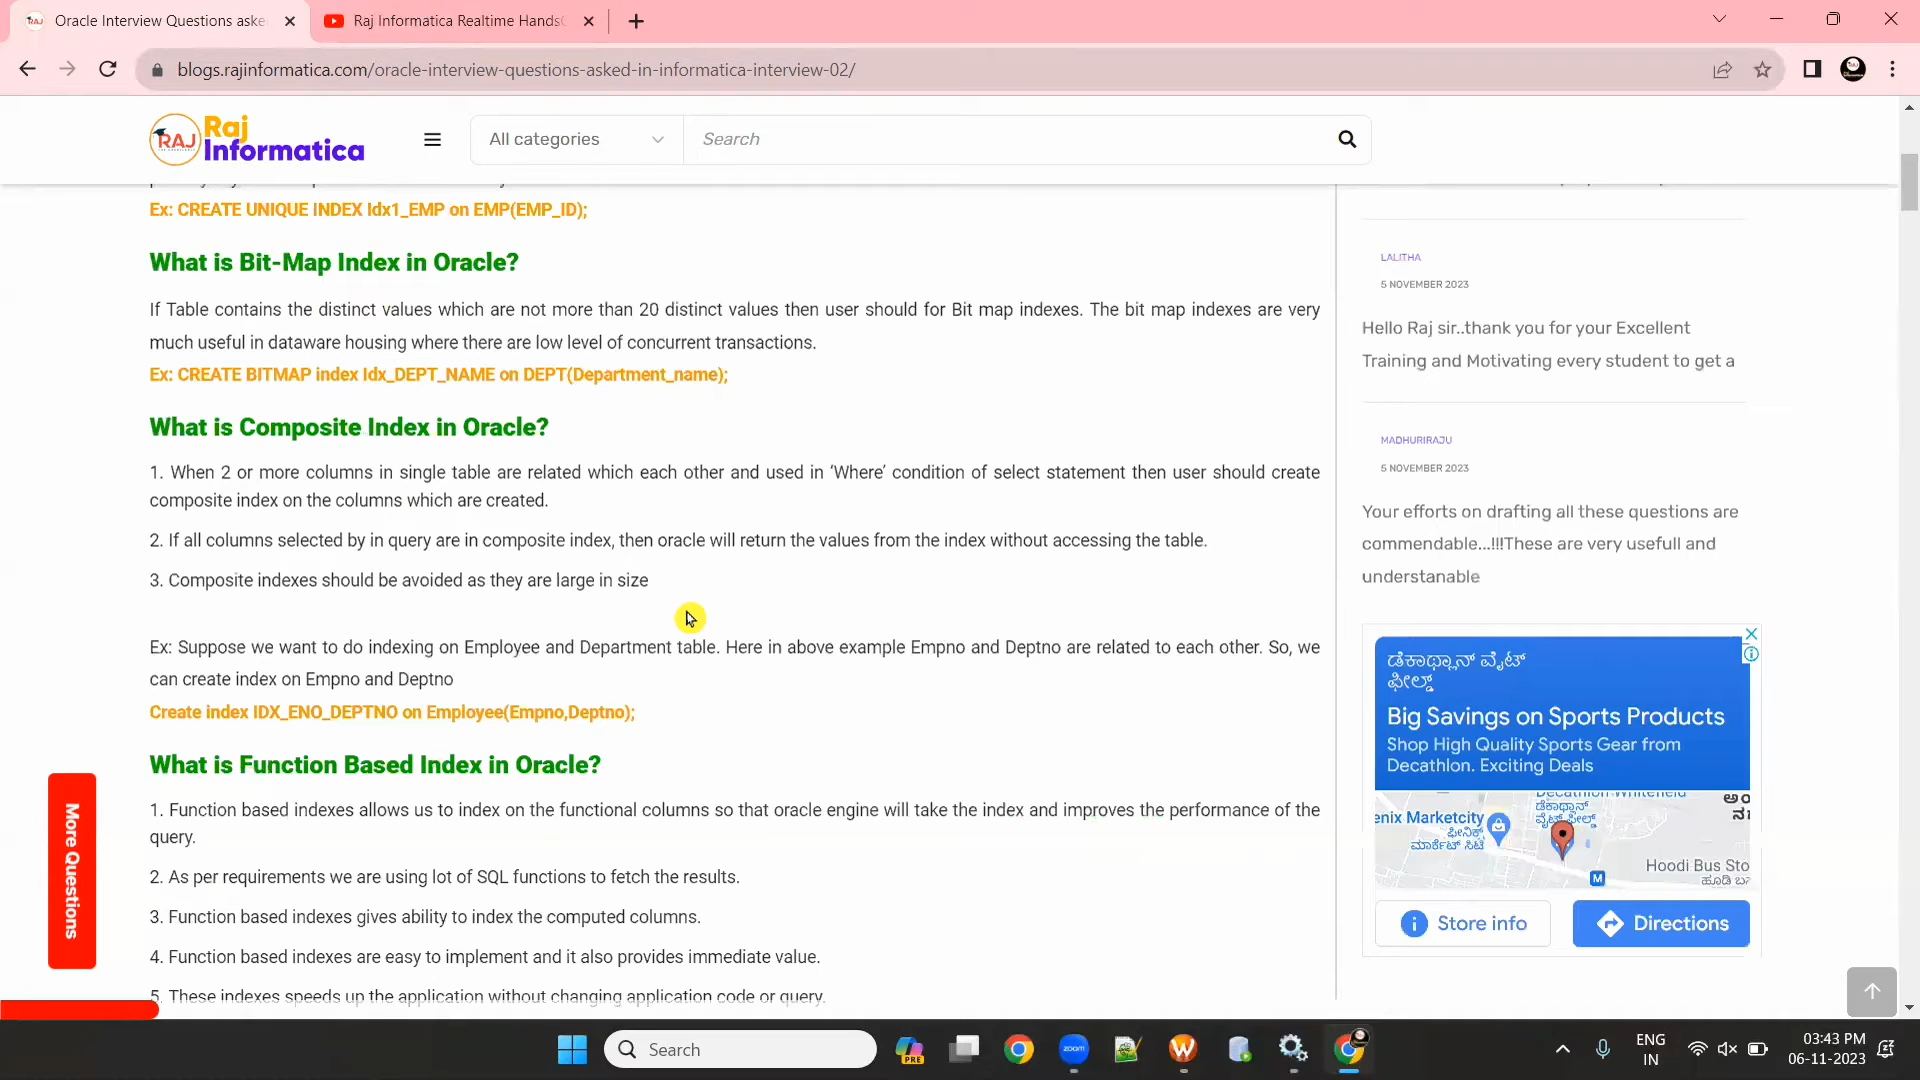 Oracle Interview Questions aske
Raj Informatica Realtime Hands
blogs.rajinformatica.com/oracle-interview-questions-asked-in-informatica-interview-02/
RAJ
Raj
Informatica
All categories
Search
Ex: CREATE UNIQUE INDEX Idx1_EMP on EMP(EMP_ID);
What is Bit-Map Index in Oracle?
If Table contains the distinct values which are not more than 20 distinct values then user should for Bit map indexes. The bit map indexes are very
much useful in dataware housing where there are low level of concurrent transactions.
Ex: CREATE BITMAP index Idx_DEPT_NAME on DEPT(Department_name);
What is Composite Index in Oracle?
1. When 2 or more columns in single table are related which each other and used in ‘Where’ condition of select statement then user should create
composite index on the columns which are created.
2. If all columns selected by in query are in composite index, then oracle will return the values from the index without accessing the table.
3. Composite indexes should be avoided as they are large in size
Ex: Suppose we want to do indexing on Employee and Department table. Here in above example Empno and Deptno are related to each other. So, we
can create index on Empno and Deptno
Create index IDX_ENO_DEPTNO on Employee(Empno,Deptno);
What is Function Based Index in Oracle?
1. Function based indexes allows us to index on the functional columns so that oracle engine will take the index and improves the performance of the
query.
2. As per requirements we are using lot of SQL functions to fetch the results.
3. Function based indexes gives ability to index the computed columns.
4. Function based indexes are easy to implement and it also provides immediate value.
5. These indexes speeds up the application without changing application code or query.
More Questions
LALITHA
5 NOVEMBER 2023
Hello Raj sir..thank you for your Excellent
Training and Motivating every student to get a
MADHURIRAJU
5 NOVEMBER 2023
Your efforts on drafting all these questions are
commendable...!!!These are very usefull and
understanable
ಡೆಕಾಥ್ಲಾನ್ ವೈಟ್
ಫೀಲ್ಡ್
Big Savings on Sports Products
Shop High Quality Sports Gear from
Decathlon. Exciting Deals
Decathlon Whitefield
ಡೆಕಾಥ್ಲಾನ್
ವೈಟ್‌ಫೀಲ್ಡ್
enix Marketcity
ಫೀನಿಕ್ಸ್
ಮಾರ್ಕೆಟ್ ಸಿಟಿ
M
Hoodi Bus Sto
Store info
Directions
Search
PRE
zoom
ENG
IN
03:43 PM
06-11-2023